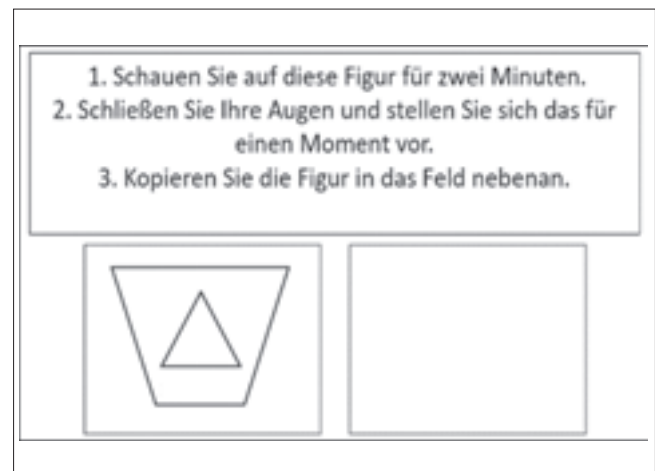 1. Schauen Sie auf diese Figur für zwei Minuten.
2. Schließen Sie Ihre Augen und stellen Sie sich das für
einen Moment vor.
3. Kopieren Sie die Figur in das Feld nebenan.